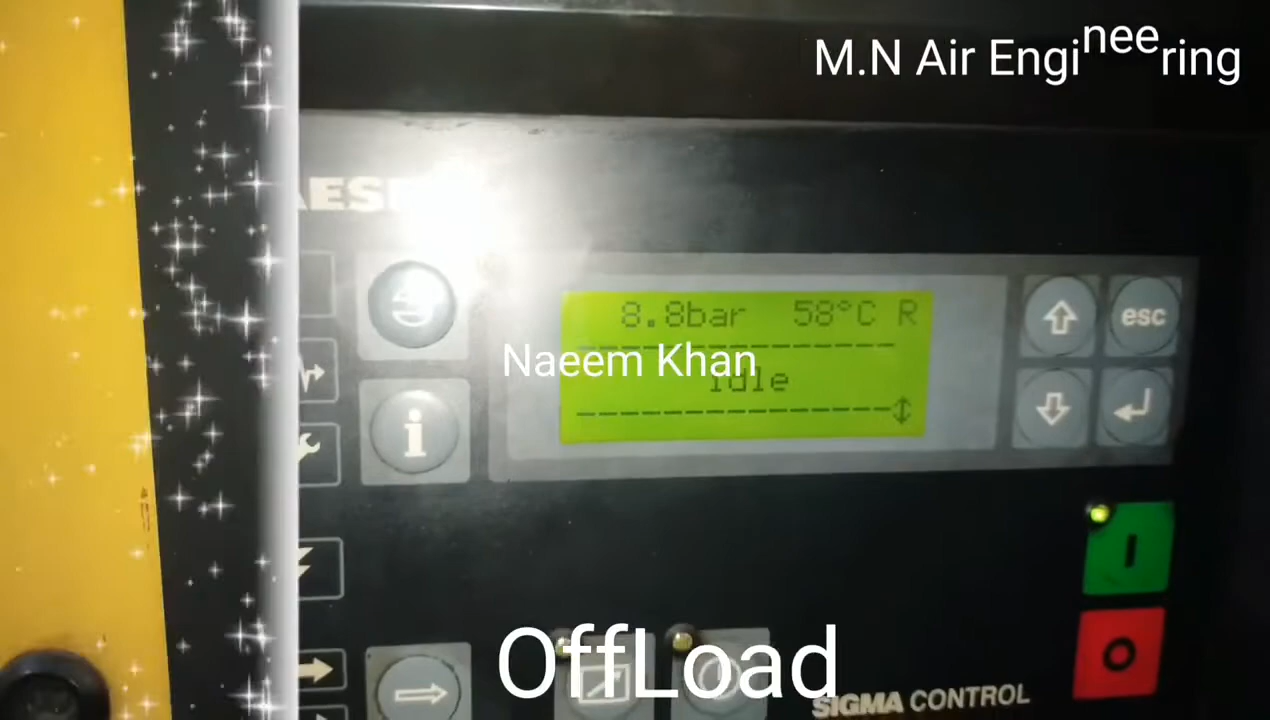 M.N Air Engineering
AESE
8.8bar 58°C R
esc
Naeem Khan
idle
i
I
O
OffLoad
SIGMA CONTROL